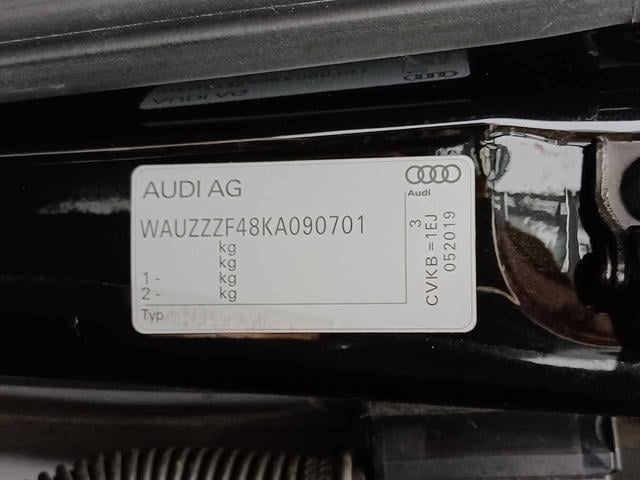 AUDI AG
Audi
WAUZZZF48KA090701
kg
kg
1 - kg
2 - kg
Typ
3
CVKB = 1EJ
052019